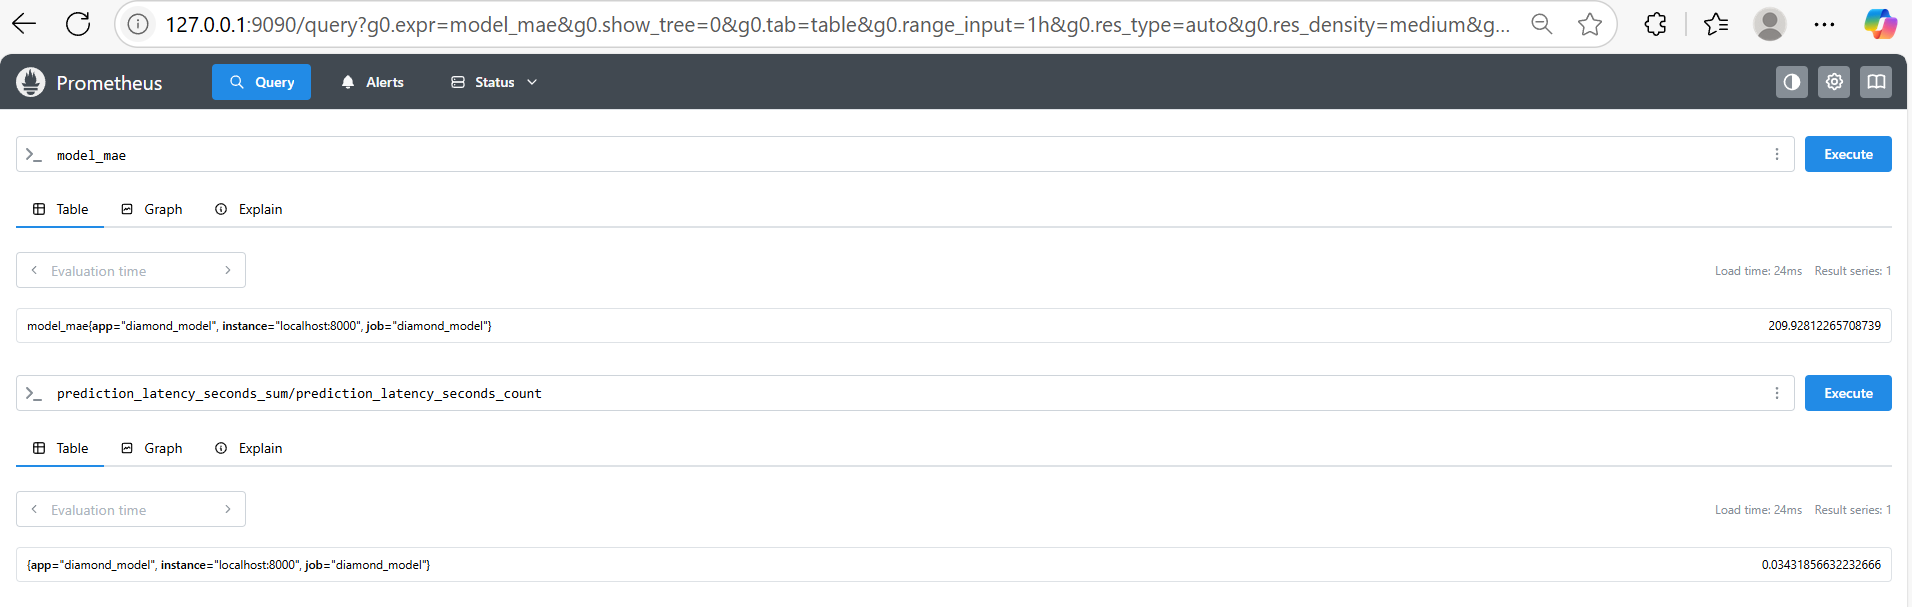 127.0.0.1:9090/query?g0.expr=model_mae&g0.show_tree=0&g0.tab=table&g0.range_input=1h&g0.res_type=auto&g0.res_density=medium&g...
Prometheus Query Alerts Status
model_mae Execute
Table Graph Explain
Evaluation time Load time: 24ms Result series: 1
model_mae{app="diamond_model", instance="localhost:8000", job="diamond_model"} 209.92812265708739
prediction_latency_seconds_sum/prediction_latency_seconds_count Execute
Table Graph Explain
Evaluation time Load time: 24ms Result series: 1
{app="diamond_model", instance="localhost:8000", job="diamond_model"} 0.03431856632232666